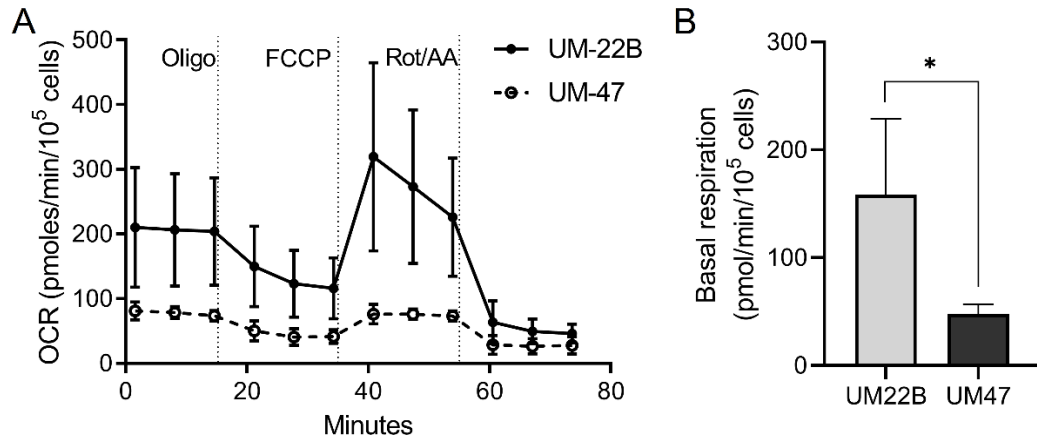 A
OCR (pmoles/min/10⁵ cells)
500
400
300
200
100
0
Oligo
FCCP
Rot/AA
UM-22B
UM-47
0
20
40
60
80
Minutes
B
Basal respiration
(pmol/min/10⁵ cells)
300
200
100
0
*
UM22B
UM47